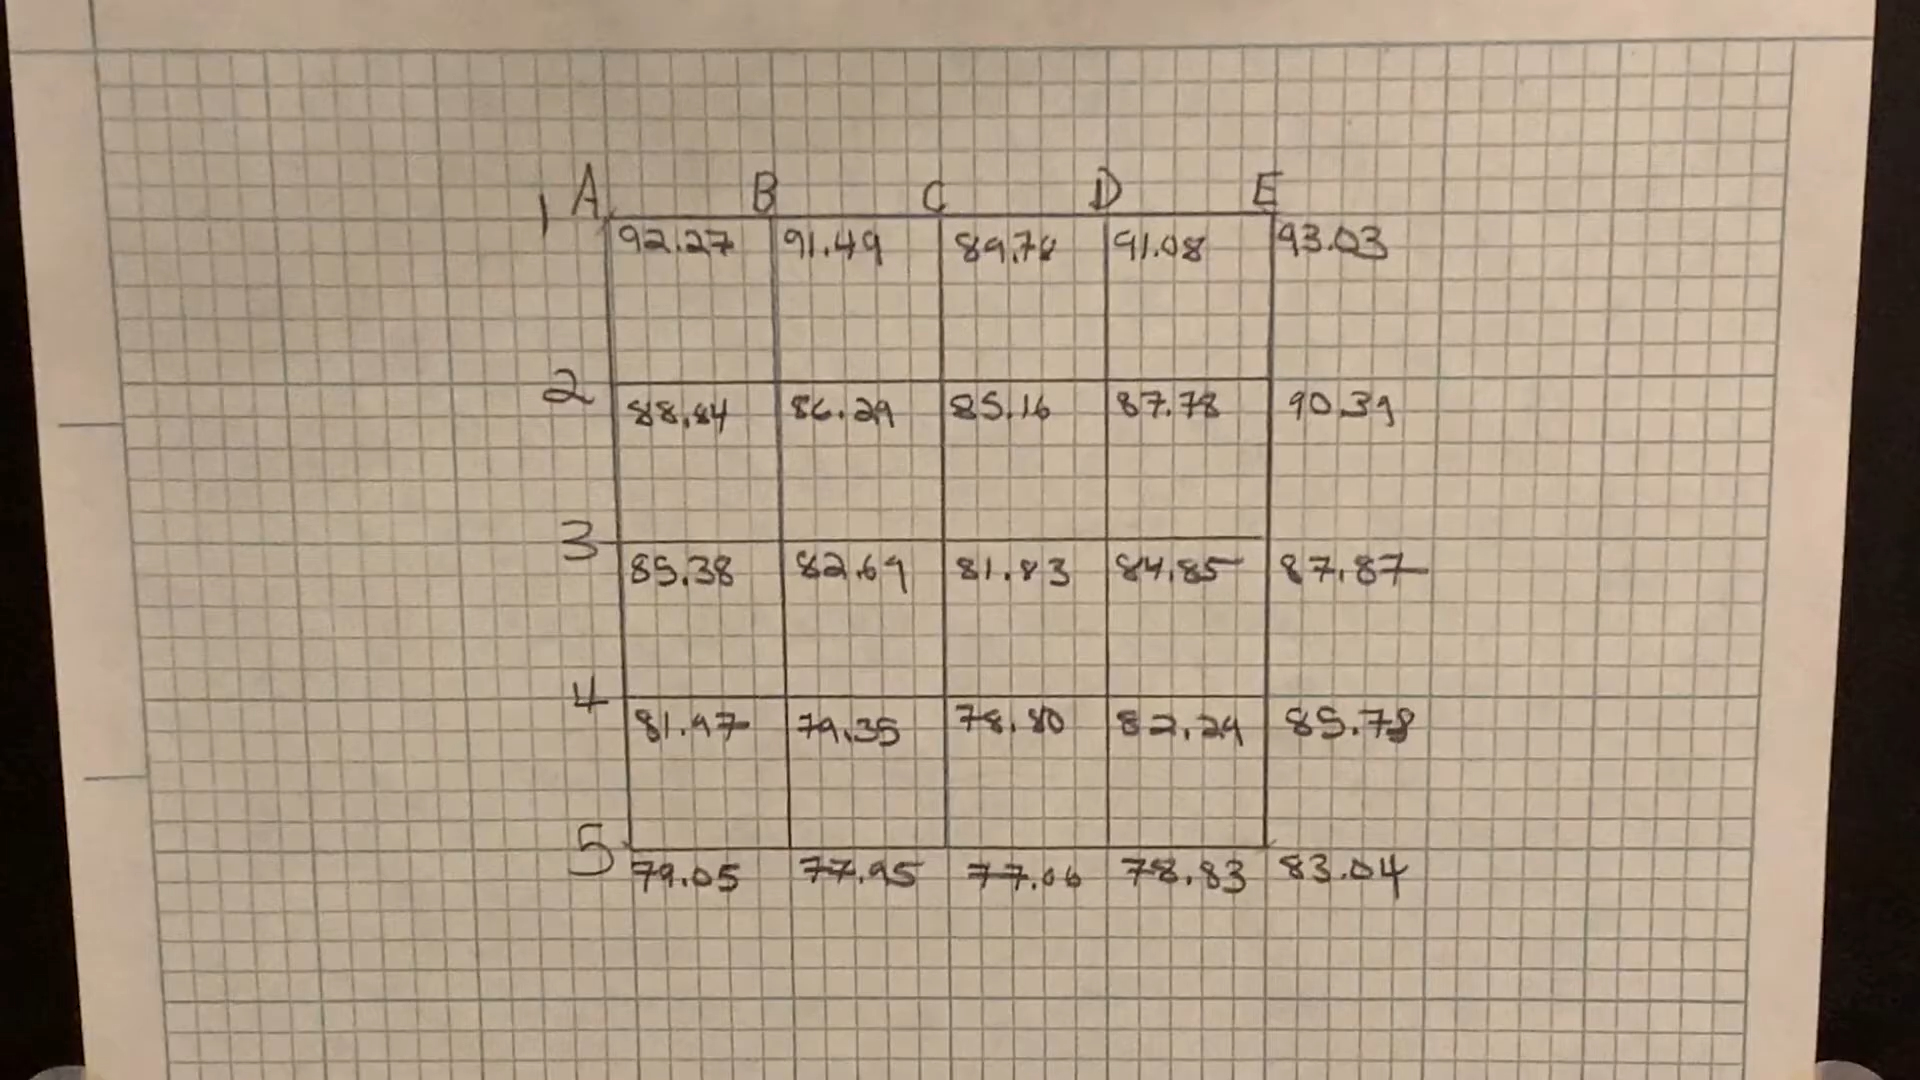 A B C D E
1 92.27 91.49 89.78 91.08 93.03
2 88.84 86.29 85.16 87.78 90.39
3 85.38 82.69 81.83 84.85 87.87
4 81.97 79.35 78.80 82.29 85.78
5 79.05 77.95 77.06 78.83 83.04